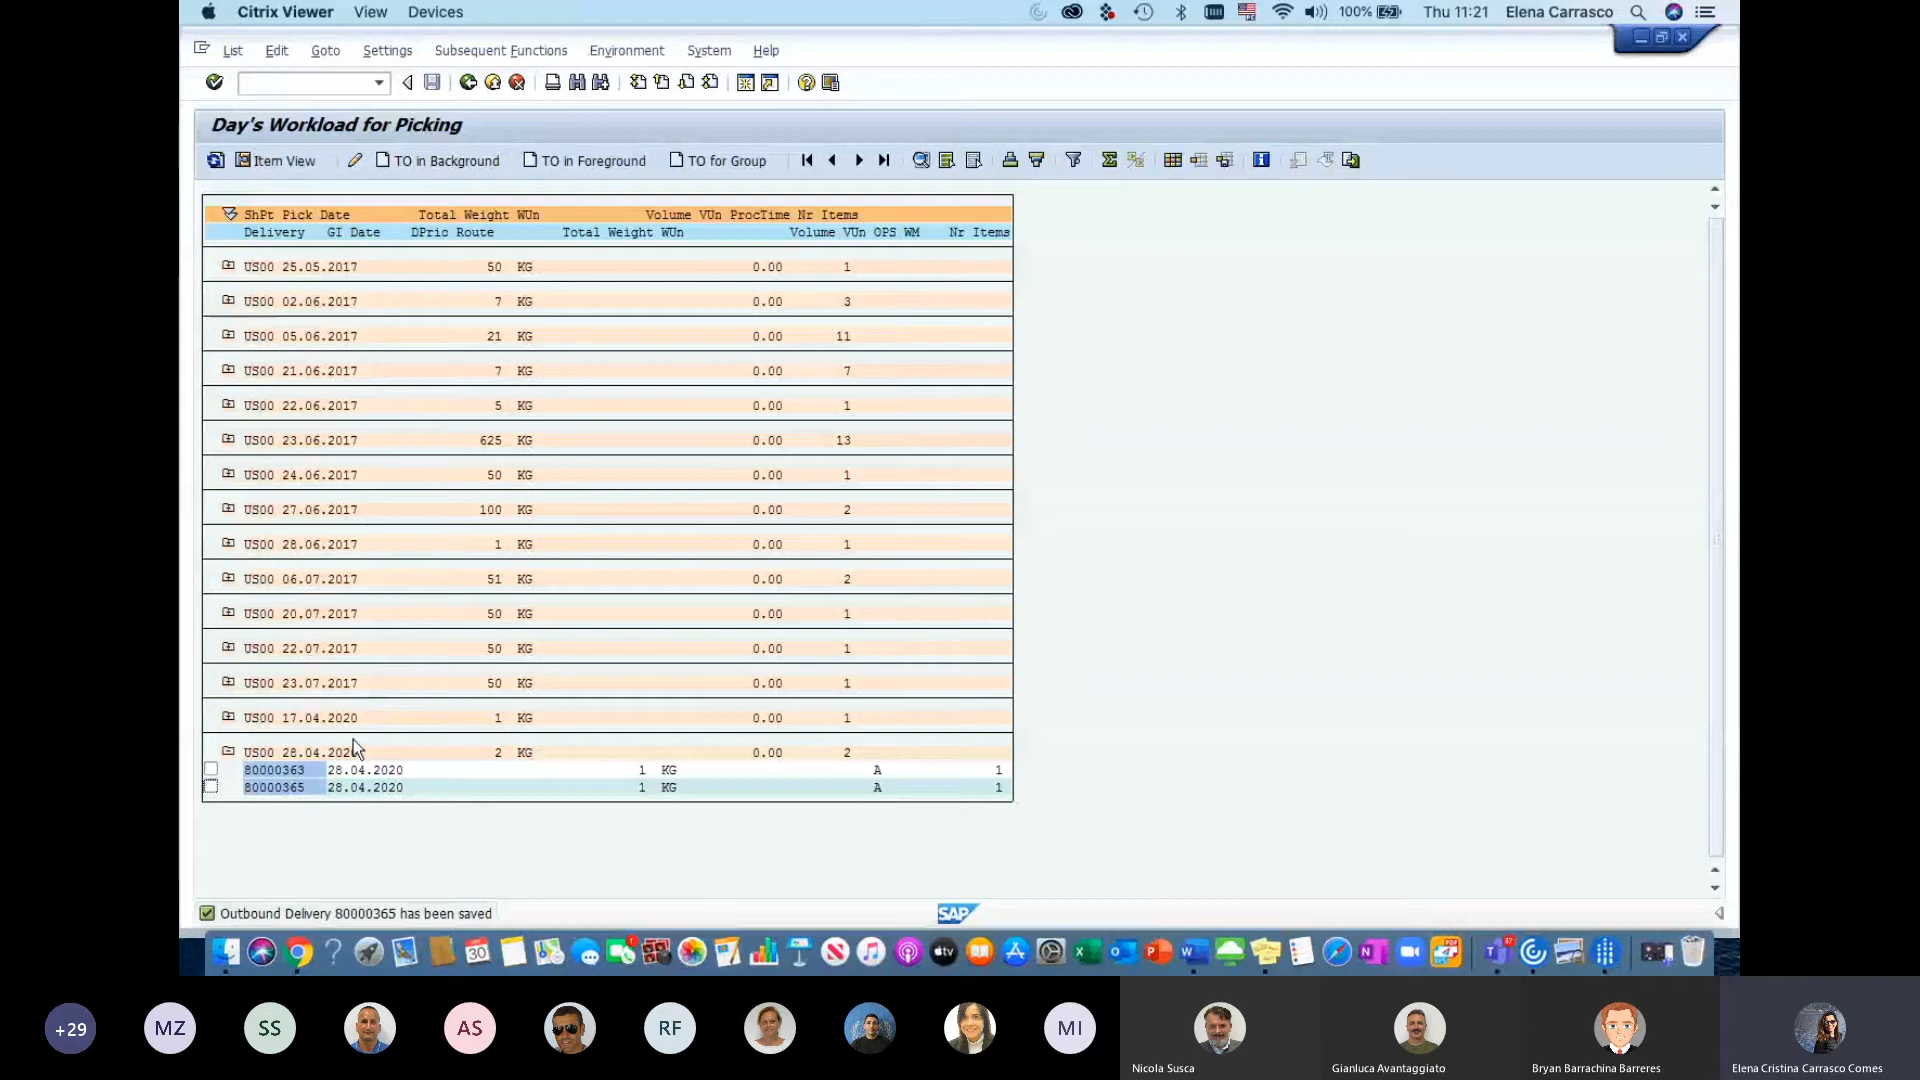 Citrix Viewer View Devices 100% Thu 11:21 Elena Carrasco
List Edit Goto Settings Subsequent Functions Environment System Help
Day's Workload for Picking
Item View TO in Background TO in Foreground TO for Group
ShPt Pick Date Total Weight WUn Volume VUn ProcTime Nr Items
Delivery GI Date DPrio Route Total Weight WUn Volume VUn OPS WM Nr Items
US00 25.05.2017 50 KG 0.00 1
US00 02.06.2017 7 KG 0.00 3
US00 05.06.2017 21 KG 0.00 11
US00 21.06.2017 7 KG 0.00 7
US00 22.06.2017 5 KG 0.00 1
US00 23.06.2017 625 KG 0.00 13
US00 24.06.2017 50 KG 0.00 1
US00 27.06.2017 100 KG 0.00 2
US00 28.06.2017 1 KG 0.00 1
US00 06.07.2017 51 KG 0.00 2
US00 20.07.2017 50 KG 0.00 1
US00 22.07.2017 50 KG 0.00 1
US00 23.07.2017 50 KG 0.00 1
US00 17.04.2020 1 KG 0.00 1
US00 28.04.2020 2 KG 0.00 2
80000363 28.04.2020 1 KG A 1
80000365 28.04.2020 1 KG A 1
Outbound Delivery 80000365 has been saved
SAP
30
tv
+29 MZ SS AS RF MI
Nicola Susca Gianluca Avantaggiato Bryan Barrachina Barreres Elena Cristina Carrasco Comes